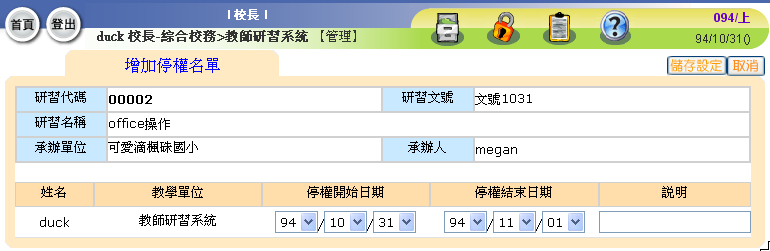 首頁 登出 | 校長 | 094/上
duck 校長-綜合校務>教師研習系統 【管理】 94/10/31()
增加停權名單 儲存設定 取消
研習代碼 00002 研習文號 文號1031
研習名稱 office操作
承辦單位 可愛滴楓硃國小 承辦人 megan
姓名 教學單位 停權開始日期 停權結束日期 說明
duck 教師研習系統 94/10/31 94/11/01